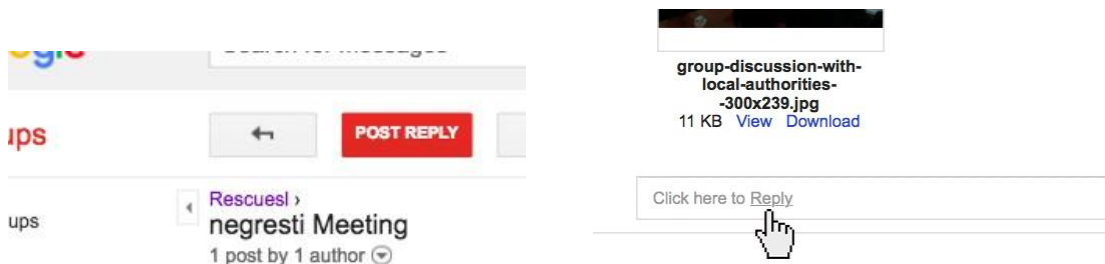 ups
POST REPLY
Rescuesl ›
ups
negresti Meeting
1 post by 1 author
group-discussion-with-
local-authorities-
-300x239.jpg
11 KB View Download
Click here to Reply